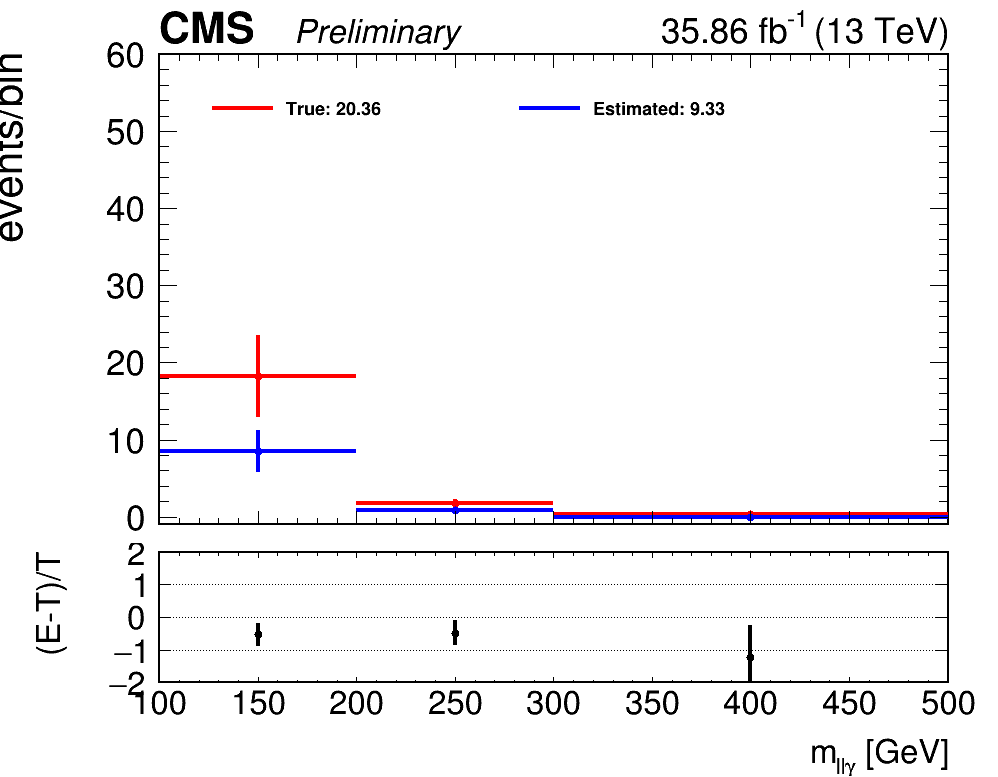 CMS Preliminary 35.86 fb⁻¹ (13 TeV)
events/bin
60
True: 20.36 Estimated: 9.33
50
40
30
20
10
0
(E-T)/T
2
1
0
−1
−2
100 150 200 250 300 350 400 450 500
m_llγ [GeV]